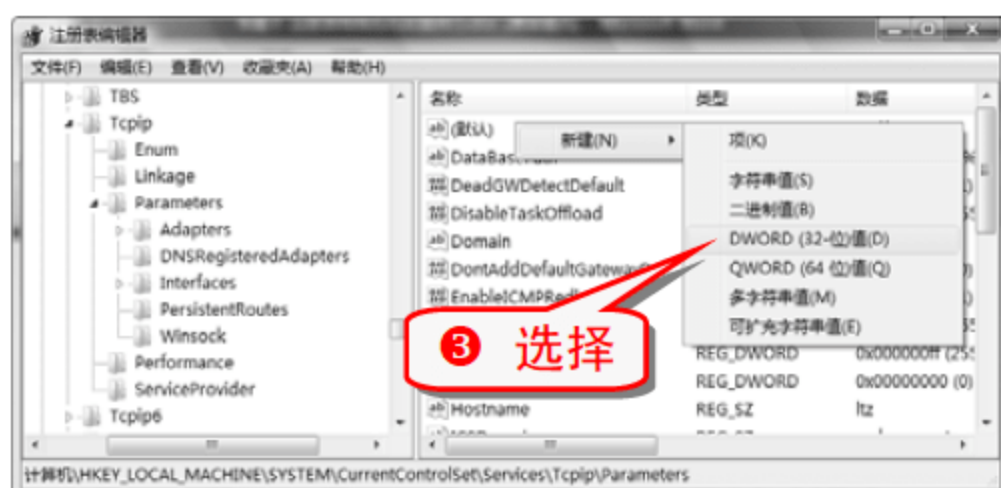 注册表编辑器
文件(F) 编辑(E) 查看(V) 收藏夹(A) 帮助(H)
TBS
Tcpip
Enum
Linkage
Parameters
Adapters
DNSRegisteredAdapters
Interfaces
PersistentRoutes
Winsock
Performance
ServiceProvider
Tcpip6
名称 类型 数据
(默认)
DeadGWDetectDefault
DisableTaskOffload
Domain
DontAddDefaultGateway
新建(N)
项(K)
字符串值(S)
二进制值(B)
DWORD (32-位)值(D)
QWORD (64 位)值(Q)
多字符串值(M)
可扩充字符串值(E)
❸ 选择
REG_DWORD 0x000000ff (255
REG_DWORD 0x00000000 (0)
Hostname REG_SZ ltz
计算机\HKEY_LOCAL_MACHINE\SYSTEM\CurrentControlSet\Services\Tcpip\Parameters